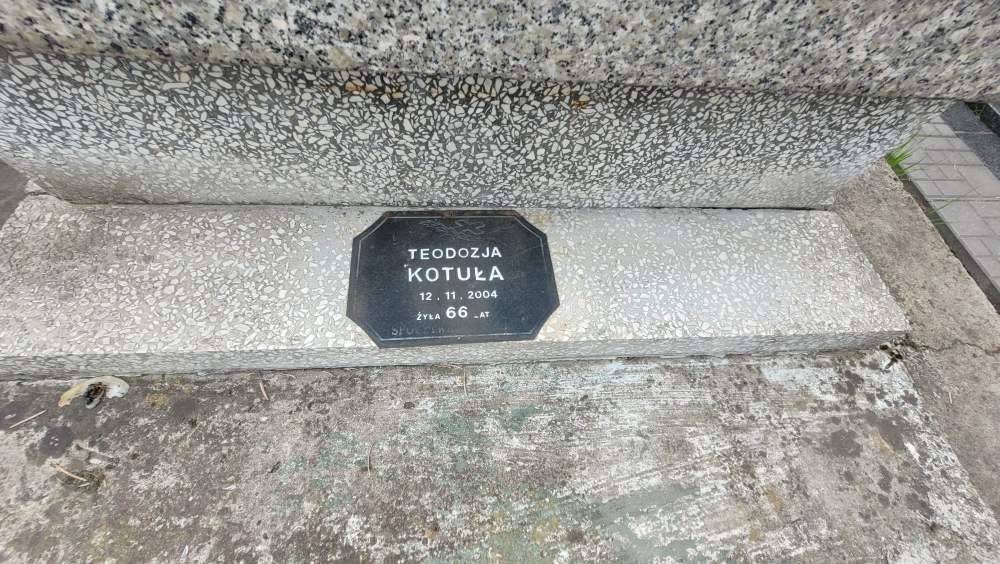 TEODOZJA
KOTUŁA
12.11.2004
ŻYŁA 66 LAT